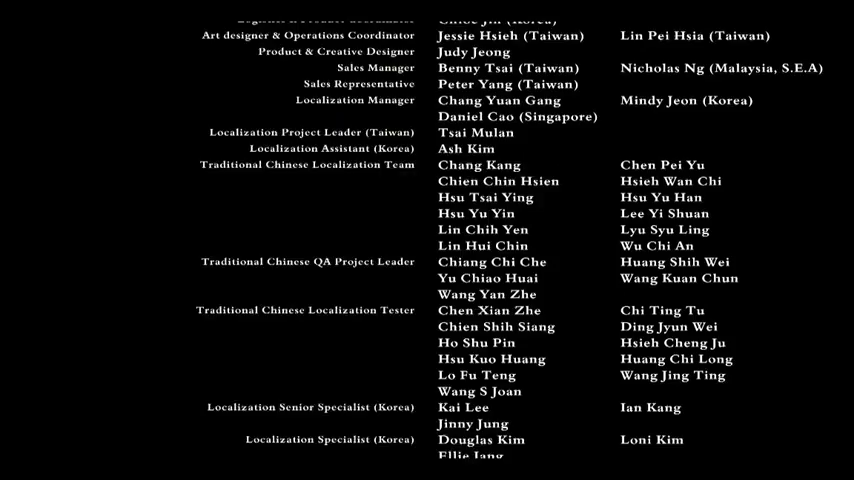 Logistic & Product Coordinator Chloe Jin (Korea)
Art designer & Operations Coordinator Jessie Hsieh (Taiwan) Lin Pei Hsia (Taiwan)
Product & Creative Designer Judy Jeong
Sales Manager Benny Tsai (Taiwan) Nicholas Ng (Malaysia, S.E.A)
Sales Representative Peter Yang (Taiwan)
Localization Manager Chang Yuan Gang Mindy Jeon (Korea)
Daniel Cao (Singapore)
Localization Project Leader (Taiwan) Tsai Mulan
Localization Assistant (Korea) Ash Kim
Traditional Chinese Localization Team Chang Kang Chen Pei Yu
Chien Chin Hsien Hsieh Wan Chi
Hsu Tsai Ying Hsu Yu Han
Hsu Yu Yin Lee Yi Shuan
Lin Chih Yen Lyu Syu Ling
Lin Hui Chin Wu Chi An
Traditional Chinese QA Project Leader Chiang Chi Che Huang Shih Wei
Yu Chiao Huai Wang Kuan Chun
Wang Yan Zhe
Traditional Chinese Localization Tester Chen Xian Zhe Chi Ting Tu
Chien Shih Siang Ding Jyun Wei
Ho Shu Pin Hsieh Cheng Ju
Hsu Kuo Huang Huang Chi Long
Lo Fu Teng Wang Jing Ting
Wang S Joan
Localization Senior Specialist (Korea) Kai Lee Ian Kang
Jinny Jung
Localization Specialist (Korea) Douglas Kim Loni Kim
Ellie Jang